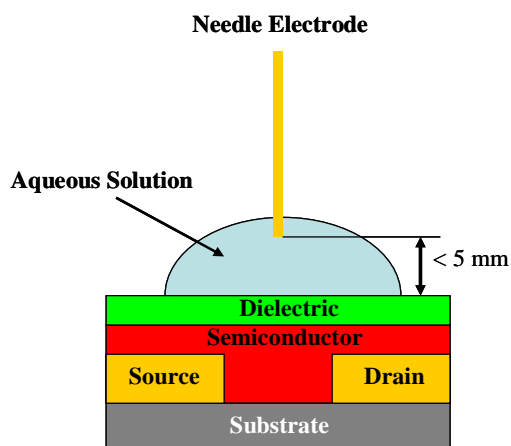 Needle Electrode
Aqueous Solution
< 5 mm
Dielectric
Semiconductor
Source
Drain
Substrate